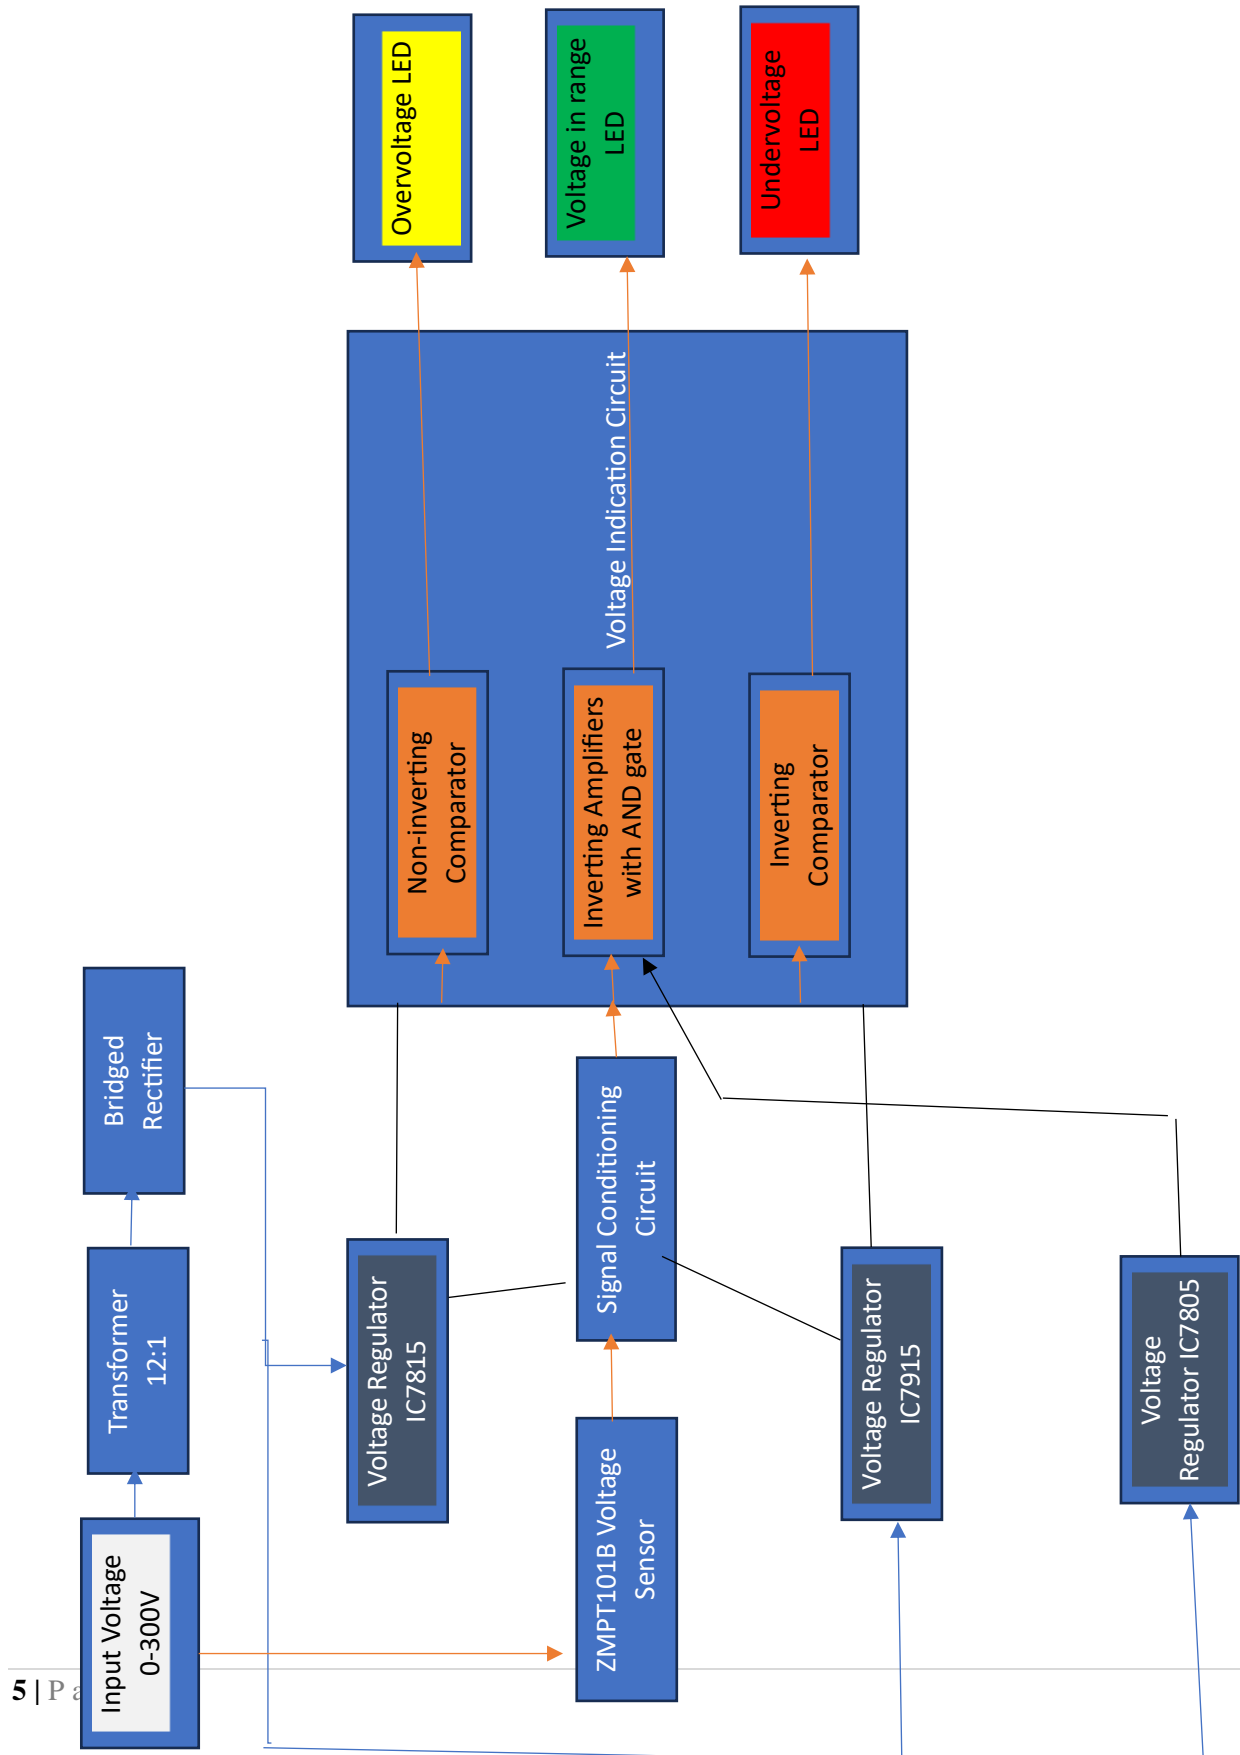 Input Voltage
0-300V
Transformer
12:1
Bridged
Rectifier
Voltage Regulator
IC7815
ZMPT101B Voltage
Sensor
Signal Conditioning
Circuit
Voltage Regulator
IC7915
Voltage
Regulator IC7805
Voltage Indication Circuit
Non-inverting
Comparator
Inverting Amplifiers
with AND gate
Inverting
Comparator
Overvoltage LED
Voltage in range
LED
Undervoltage
LED
5 | P a